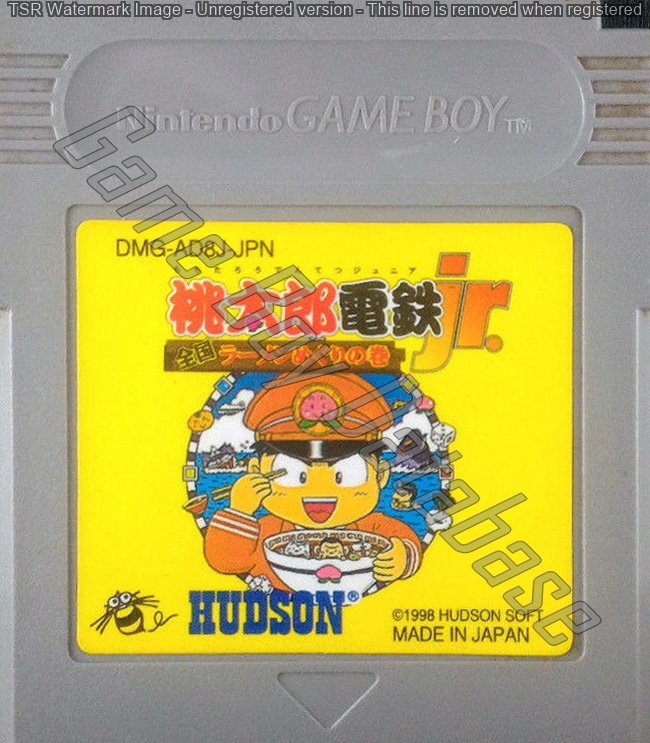 TSR Watermark Image - Unregistered version - This line is removed when registered
Nintendo GAME BOY TM
DMG-AD8J-JPN
桃太郎電鉄jr.
全国ラーメンめぐりの巻
HUDSON®
©1998 HUDSON SOFT
MADE IN JAPAN
Game Boy Database